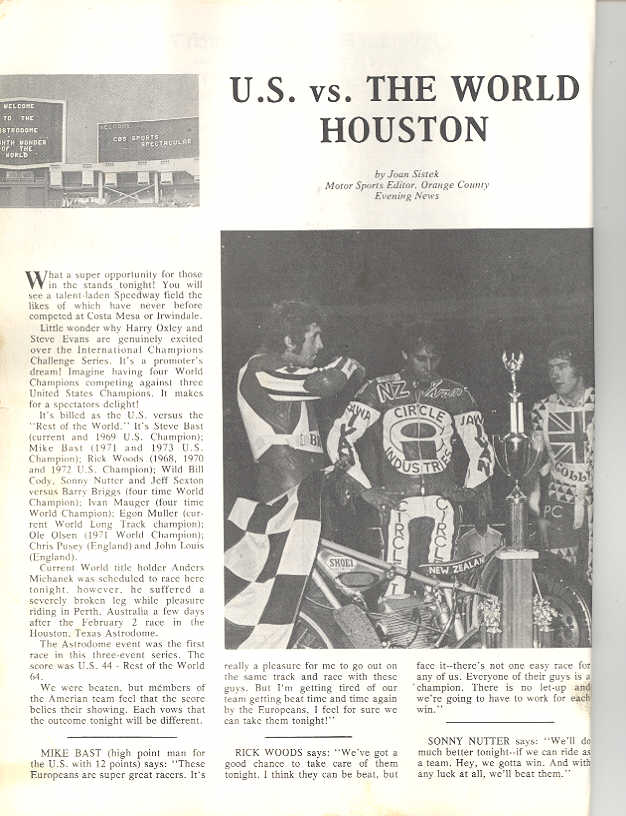 WELCOME
TO THE
ASTRODOME
WONDER
OF THE
WORLD
WELCOME
CBS SPORTS
SPECTACULAR
U.S. vs. THE WORLD
HOUSTON
by Joan Sistek
Motor Sports Editor, Orange County
Evening News
What a super opportunity for those
in the stands tonight! You will
see a talent-laden Speedway field the
likes of which have never before
competed at Costa Mesa or Irwindale.
Little wonder why Harry Oxley and
Steve Evans are genuinely excited
over the International Champions
Challenge Series. It's a promoter's
dream! Imagine having four World
Champions competing against three
United States Champions. It makes
for a spectators delight!
It's billed as the U.S. versus the
"Rest of the World." It's Steve Bast
(current and 1969 U.S. Champion);
Mike Bast (1971 and 1973 U.S.
Champion); Rick Woods (1968, 1970
and 1972 U.S. Champion); Wild Bill
Cody, Sonny Nutter and Jeff Sexton
versus Barry Briggs (four time World
Champion); Ivan Mauger (four time
World Champion); Egon Muller (cur-
rent World Long Track champion);
Ole Olsen (1971 World Champion);
Chris Pusey (England) and John Louis
(England).
Current World title holder Anders
Michanek was scheduled to race here
tonight, however, he suffered a
severly broken leg while pleasure
riding in Perth, Australia a few days
after the February 2 race in the
Houston, Texas Astrodome.
The Astrodome event was the first
race in this three-event series. The
score was U.S. 44 - Rest of the World
64.
We were beaten, but members of
the Amerian team feel that the score
belies their showing. Each vows that
the outcome tonight will be different.
MIKE BAST (high point man for
the U.S. with 12 points) says: "These
Europeans are super great racers. It's
NZ
JAWA
CIRCLE
INDUSTRIES
JAW
CIRCLE
CIRCLE
COLL
PC
SHOEI
NEW ZEALAN
really a pleasure for me to go out on
the same track and race with these
guys. But I'm getting tired of our
team getting beat time and time again
by the Europeans. I feel for sure we
can take them tonight!"
RICK WOODS says: "We've got a
good chance to take care of them
tonight. I think they can be beat, but
face it--there's not one easy race for
any of us. Everyone of their guys is a
champion. There is no let-up and
we're going to have to work for each
win."
SONNY NUTTER says: "We'll do
much better tonight--if we can ride as
a team. Hey, we gotta win. And with
any luck at all, we'll beat them."